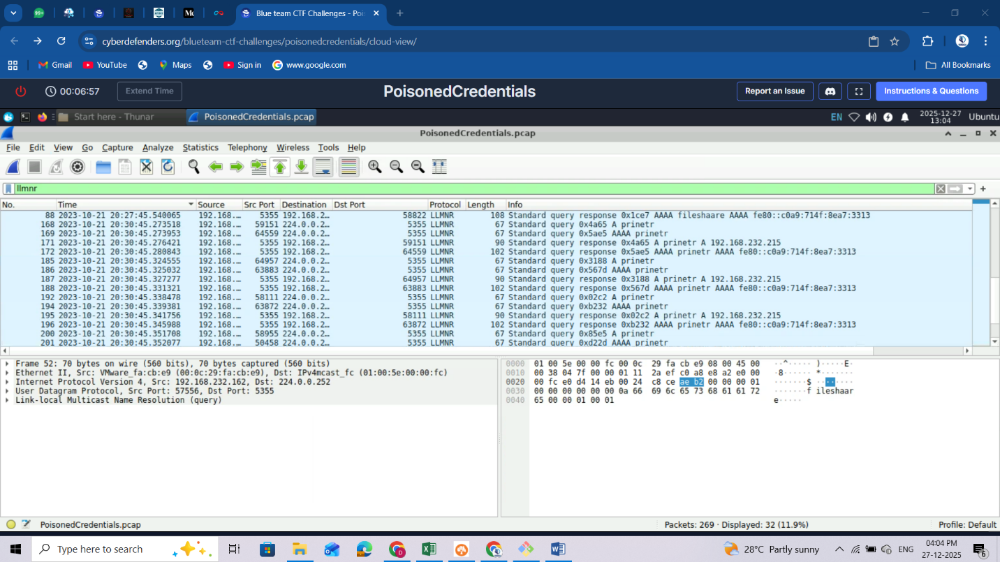 99+
Blue team CTF Challenges - Poi
cyberdefenders.org/blueteam-ctf-challenges/poisonedcredentials/cloud-view/
Gmail YouTube Maps Sign in www.google.com All Bookmarks
00:06:57 Extend Time PoisonedCredentials Report an Issue Instructions & Questions
Start here - Thunar PoisonedCredentials.pcap EN 2025-12-27 13:04 Ubuntu
PoisonedCredentials.pcap
File Edit View Go Capture Analyze Statistics Telephony Wireless Tools Help
llmnr
No. Time Source Src Port Destination Dst Port Protocol Length Info
88 2023-10-21 20:27:45.540065 192.168.… 5355 192.168.2… 58822 LLMNR 108 Standard query response 0x1ce7 AAAA fileshaare AAAA fe80::c0a9:714f:8ea7:3313
168 2023-10-21 20:30:45.273518 192.168.… 59151 224.0.0.2… 5355 LLMNR 67 Standard query 0x4a65 A prinetr
169 2023-10-21 20:30:45.273953 192.168.… 64559 224.0.0.2… 5355 LLMNR 67 Standard query 0x5ae5 AAAA prinetr
171 2023-10-21 20:30:45.276421 192.168.… 5355 192.168.2… 59151 LLMNR 90 Standard query response 0x4a65 A prinetr A 192.168.232.215
172 2023-10-21 20:30:45.280843 192.168.… 5355 192.168.2… 64559 LLMNR 102 Standard query response 0x5ae5 AAAA prinetr AAAA fe80::c0a9:714f:8ea7:3313
185 2023-10-21 20:30:45.324555 192.168.… 64957 224.0.0.2… 5355 LLMNR 67 Standard query 0x3188 A prinetr
186 2023-10-21 20:30:45.325032 192.168.… 63883 224.0.0.2… 5355 LLMNR 67 Standard query 0x567d AAAA prinetr
187 2023-10-21 20:30:45.327277 192.168.… 5355 192.168.2… 64957 LLMNR 90 Standard query response 0x3188 A prinetr A 192.168.232.215
188 2023-10-21 20:30:45.331321 192.168.… 5355 192.168.2… 63883 LLMNR 102 Standard query response 0x567d AAAA prinetr AAAA fe80::c0a9:714f:8ea7:3313
192 2023-10-21 20:30:45.338478 192.168.… 58111 224.0.0.2… 5355 LLMNR 67 Standard query 0x02c2 A prinetr
194 2023-10-21 20:30:45.339381 192.168.… 63872 224.0.0.2… 5355 LLMNR 67 Standard query 0xb232 AAAA prinetr
195 2023-10-21 20:30:45.341756 192.168.… 5355 192.168.2… 58111 LLMNR 90 Standard query response 0x02c2 A prinetr A 192.168.232.215
196 2023-10-21 20:30:45.345988 192.168.… 5355 192.168.2… 63872 LLMNR 102 Standard query response 0xb232 AAAA prinetr AAAA fe80::c0a9:714f:8ea7:3313
200 2023-10-21 20:30:45.351708 192.168.… 58955 224.0.0.2… 5355 LLMNR 67 Standard query 0x85e5 A prinetr
201 2023-10-21 20:30:45.352077 192.168.… 50458 224.0.0.2… 5355 LLMNR 67 Standard query 0xd22d AAAA prinetr
Frame 52: 70 bytes on wire (560 bits), 70 bytes captured (560 bits)
Ethernet II, Src: VMware_fa:cb:e9 (00:0c:29:fa:cb:e9), Dst: IPv4mcast_fc (01:00:5e:00:00:fc)
Internet Protocol Version 4, Src: 192.168.232.162, Dst: 224.0.0.252
User Datagram Protocol, Src Port: 57556, Dst Port: 5355
Link-local Multicast Name Resolution (query)
0000 01 00 5e 00 00 fc 00 0c 29 fa cb e9 08 00 45 00 ··^····· )·····E·
0010 00 38 04 7f 00 00 01 11 2a ef c0 a8 e8 a2 e0 00 ·8······ *·······
0020 00 fc e0 d4 14 eb 00 24 c8 ce ae b2 00 00 00 01 ·······$ ········
0030 00 00 00 00 00 00 0a 66 69 6c 65 73 68 61 61 72 ·······f ileshaar
0040 65 00 00 01 00 01 e·····
PoisonedCredentials.pcap Packets: 269 · Displayed: 32 (11.9%) Profile: Default
Type here to search 28°C Partly sunny ENG 04:04 PM
27-12-2025 6